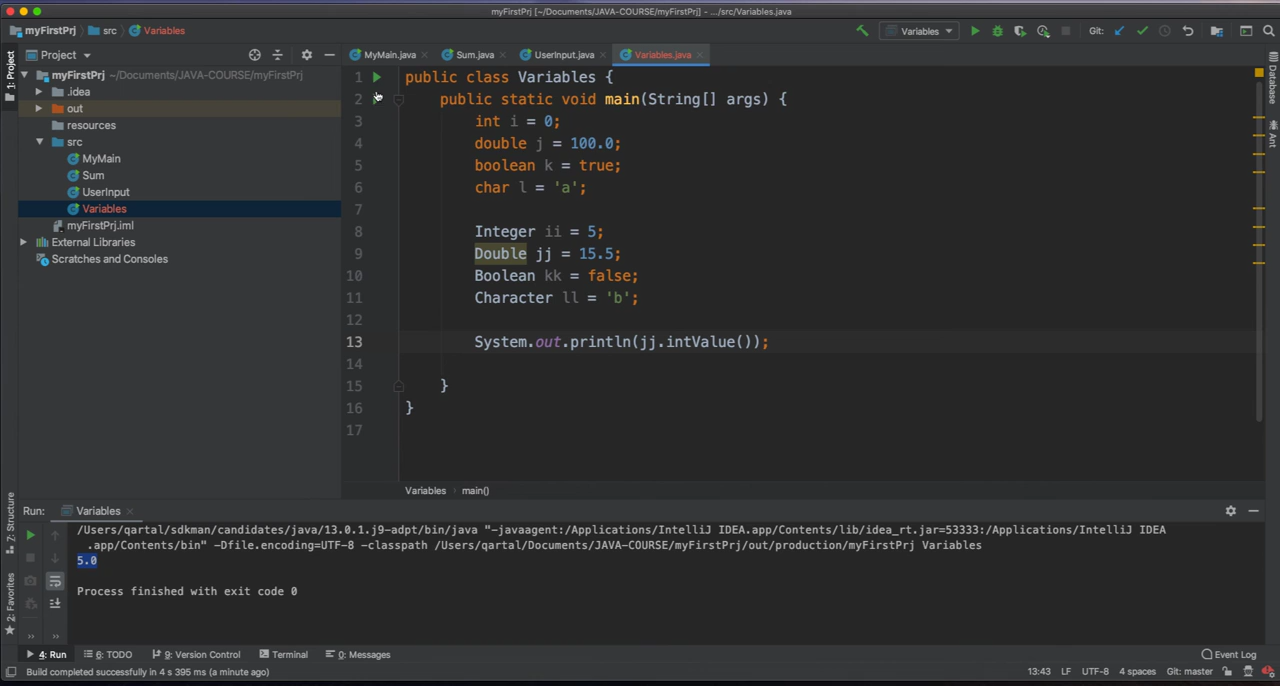 myFirstPrj [~/Documents/JAVA-COURSE/myFirstPrj] - .../src/Variables.java
myFirstPrj src Variables Variables Git:
1: Project
Project
MyMain.java Sum.java UserInput.java Variables.java
myFirstPrj ~/Documents/JAVA-COURSE/myFirstPrj
.idea
out
resources
src
MyMain
Sum
UserInput
Variables
myFirstPrj.iml
External Libraries
Scratches and Consoles
1 public class Variables {
2 public static void main(String[] args) {
3 int i = 0;
4 double j = 100.0;
5 boolean k = true;
6 char l = 'a';
7
8 Integer ii = 5;
9 Double jj = 15.5;
10 Boolean kk = false;
11 Character ll = 'b';
12
13 System.out.println(jj.intValue());
14
15 }
16 }
17
Variables main()
Database
Ant
Z: Structure
2: Favorites
Run: Variables
/Users/qartal/sdkman/candidates/java/13.0.1.j9-adpt/bin/java "-javaagent:/Applications/IntelliJ IDEA.app/Contents/lib/idea_rt.jar=53333:/Applications/IntelliJ IDEA
.app/Contents/bin" -Dfile.encoding=UTF-8 -classpath /Users/qartal/Documents/JAVA-COURSE/myFirstPrj/out/production/myFirstPrj Variables
5.0
Process finished with exit code 0
4: Run 6: TODO 9: Version Control Terminal 0: Messages Event Log
Build completed successfully in 4 s 395 ms (a minute ago) 13:43 LF UTF-8 4 spaces Git: master